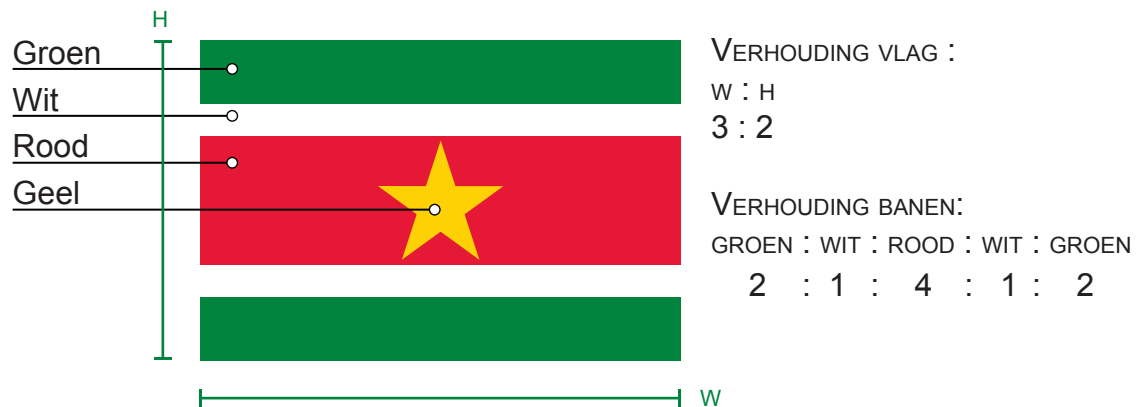 H
Groen
Wit
Rood
Geel
VERHOUDING VLAG :
W : H
3 : 2
VERHOUDING BANEN:
GROEN : WIT : ROOD : WIT : GROEN
2 : 1 : 4 : 1 : 2
W